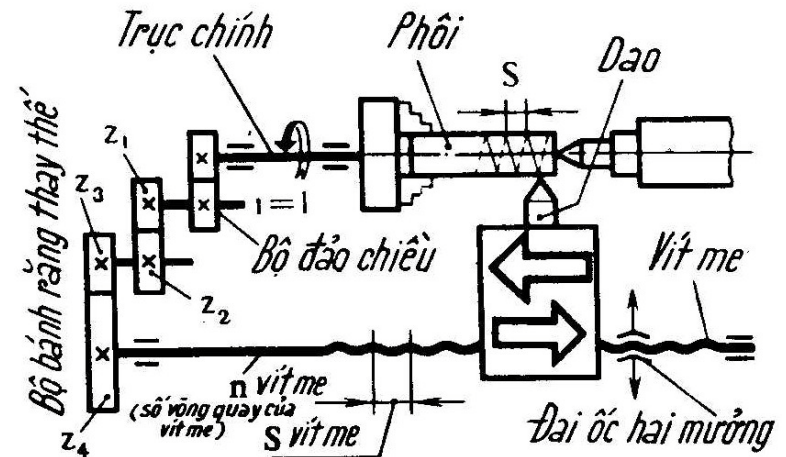 Trục chính
Phôi
Dao
S
Bộ bánh răng thay thế
Z1
Z3
i = 1
Bộ đảo chiều
Z2
Vít me
n vít me
(số vòng quay của
vít me)
S vít me
Z4
Đai ốc hai mưởng